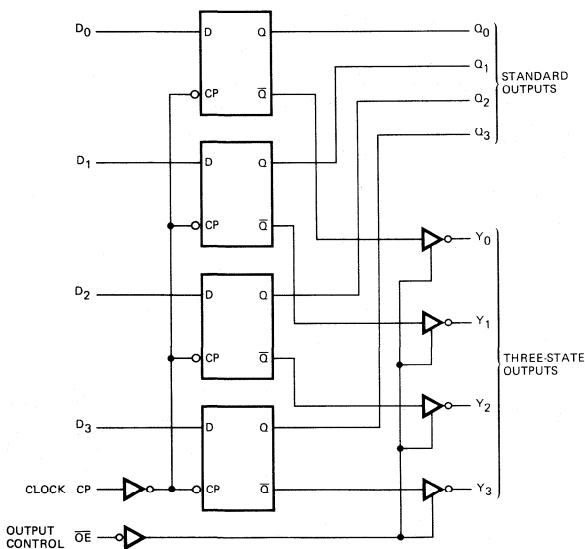 D0 D Q Q0
Q1
STANDARD
OUTPUTS
CP Q̅ Q2
Q3
D1 D Q
CP Q̅ Y0
D2 D Q Y1
THREE-STATE
OUTPUTS
CP Q̅ Y2
D3 D Q
CLOCK CP CP Q̅ Y3
OUTPUT
CONTROL O̅E̅